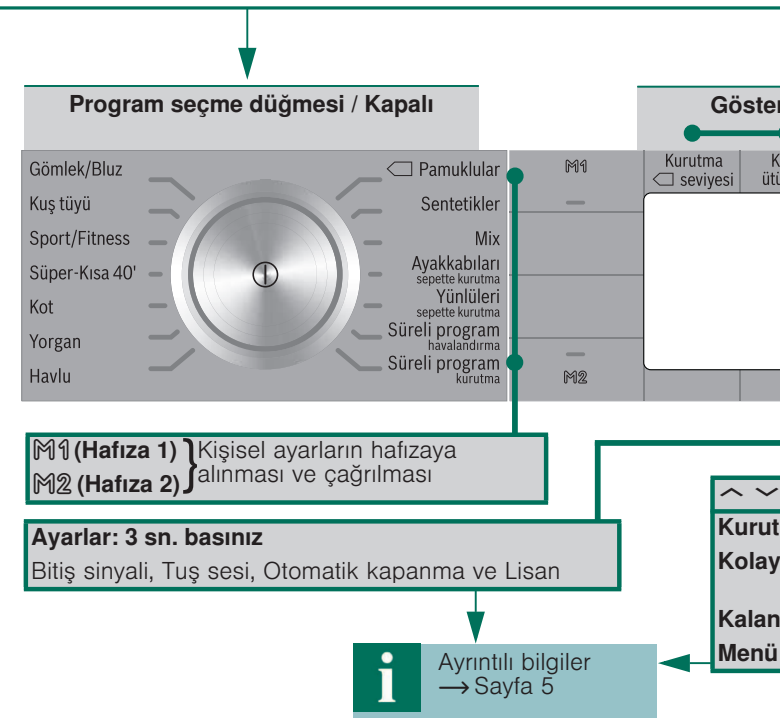 Program seçme düğmesi / Kapalı
Gömlek/Bluz
Kuş tüyü
Sport/Fitness
Süper-Kısa 40'
Kot
Yorgan
Havlu
Pamuklular
Sentetikler
Mix
Ayakkabıları
sepette kurutma
Yünlüleri
sepette kurutma
Süreli program
havalandırma
Süreli program
kurutma
M1
M2
Kurutma
seviyesi
M1 (Hafıza 1)
M2 (Hafıza 2)
Kişisel ayarların hafızaya
alınması ve çağrılması
Ayarlar: 3 sn. basınız
Bitiş sinyali, Tuş sesi, Otomatik kapanma ve Lisan
Kalan
Menü
i
Ayrıntılı bilgiler
→ Sayfa 5